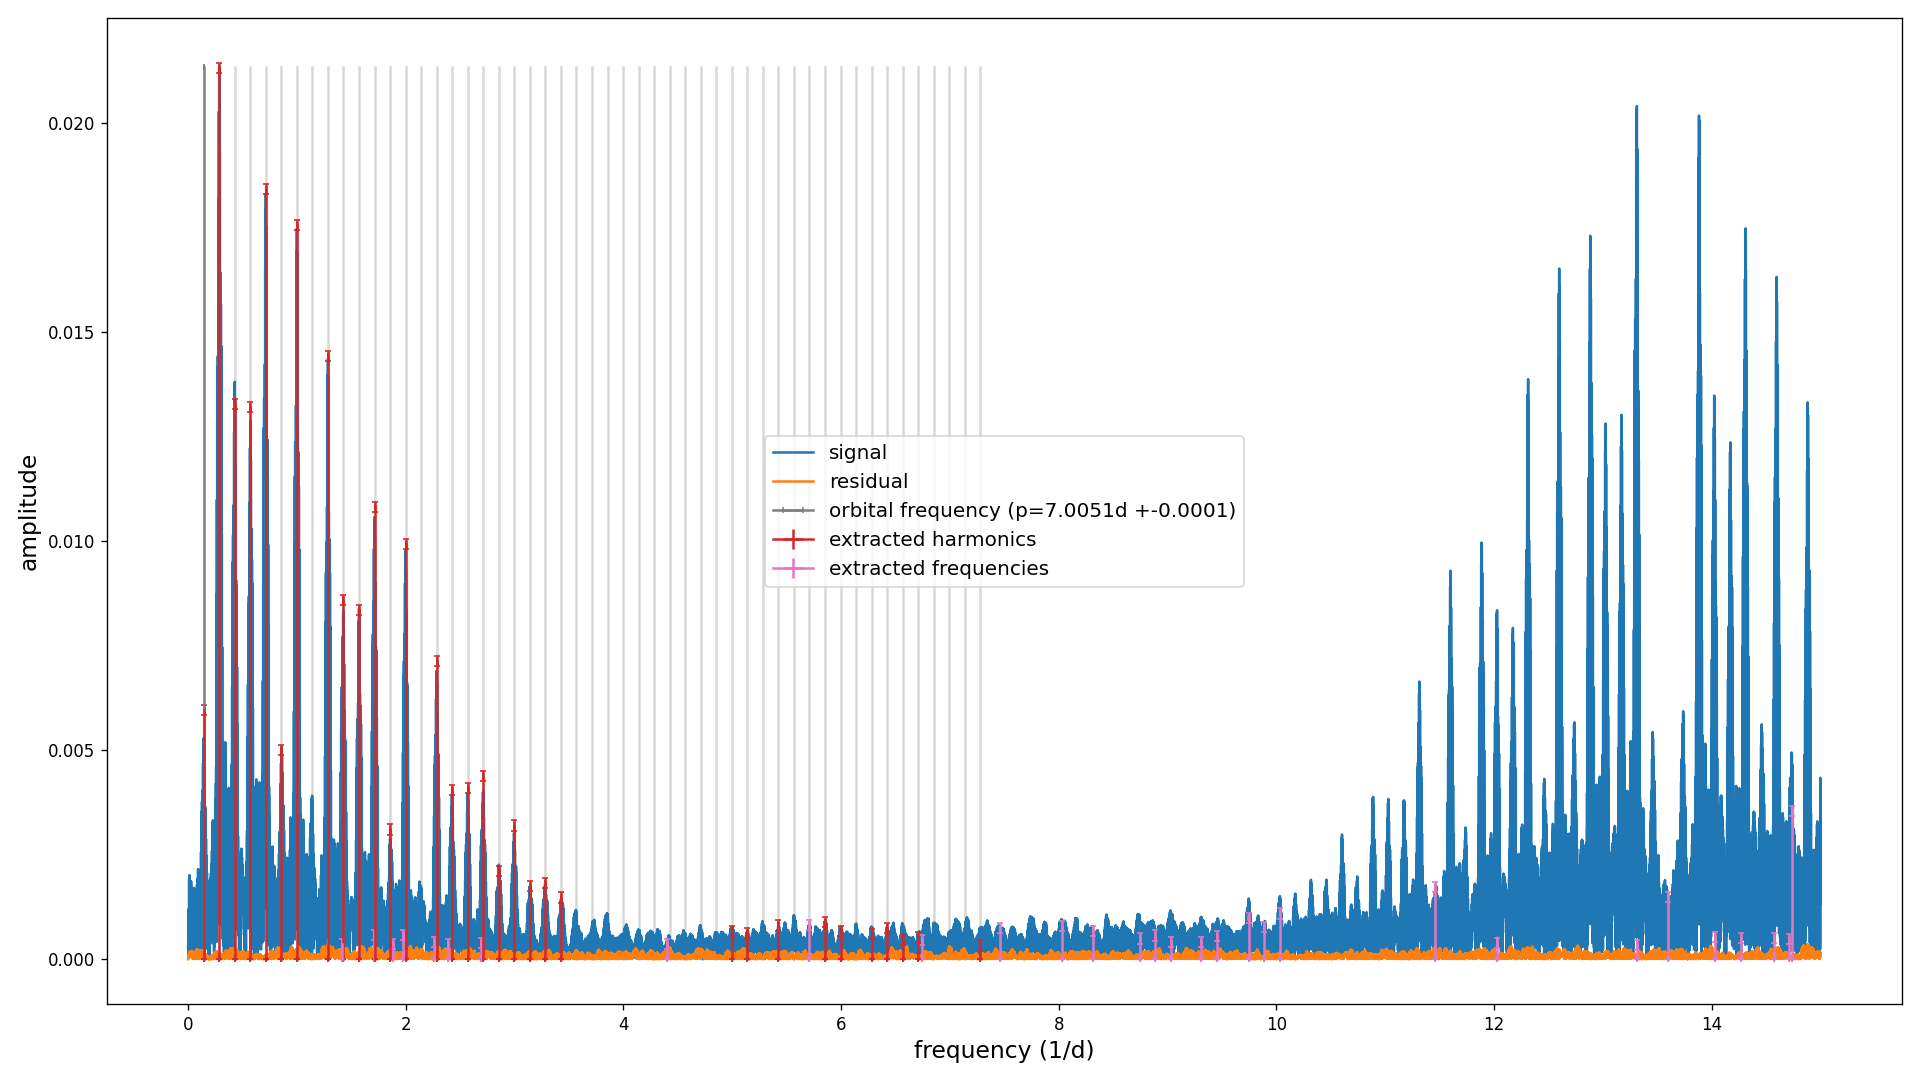 0.020
0.015
0.010
0.005
0.000
amplitude
signal
residual
orbital frequency (p=7.0051d +-0.0001)
extracted harmonics
extracted frequencies
0 2 4 6 8 10 12 14
frequency (1/d)